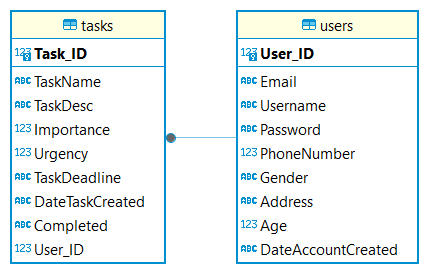 tasks
123 Task_ID
ABC TaskName
ABC TaskDesc
123 Importance
123 Urgency
ABC TaskDeadline
ABC DateTaskCreated
ABC Completed
123 User_ID
users
123 User_ID
ABC Email
ABC Username
ABC Password
123 PhoneNumber
ABC Gender
ABC Address
123 Age
ABC DateAccountCreated